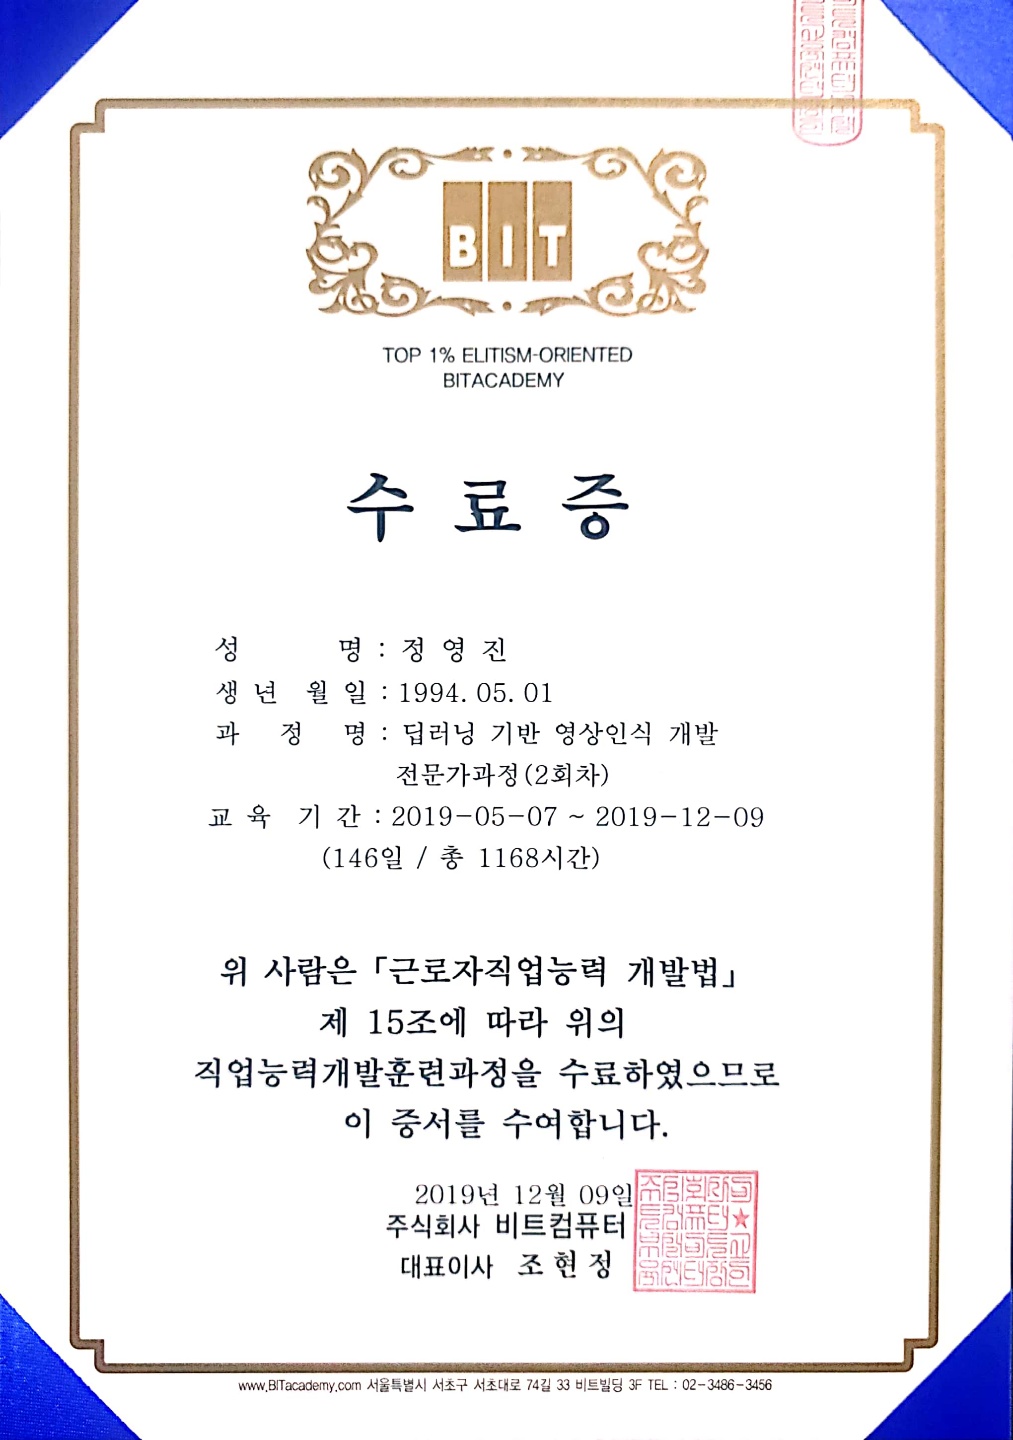 BIT
TOP 1% ELITISM-ORIENTED
BITACADEMY
수 료 증
성 명 : 정 영 진
생 년 월 일 : 1994. 05. 01
과 정 명 : 딥러닝 기반 영상인식 개발
전문가과정(2회차)
교 육 기 간 : 2019-05-07 ~ 2019-12-09
(146일 / 총 1168시간)
위 사람은 「근로자직업능력 개발법」
제 15조에 따라 위의
직업능력개발훈련과정을 수료하였으므로
이 증서를 수여합니다.
2019년 12월 09일
주식회사 비트컴퓨터
대표이사 조 현 정
www.BITacademy.com 서울특별시 서초구 서초대로 74길 33 비트빌딩 3F TEL : 02-3486-3456